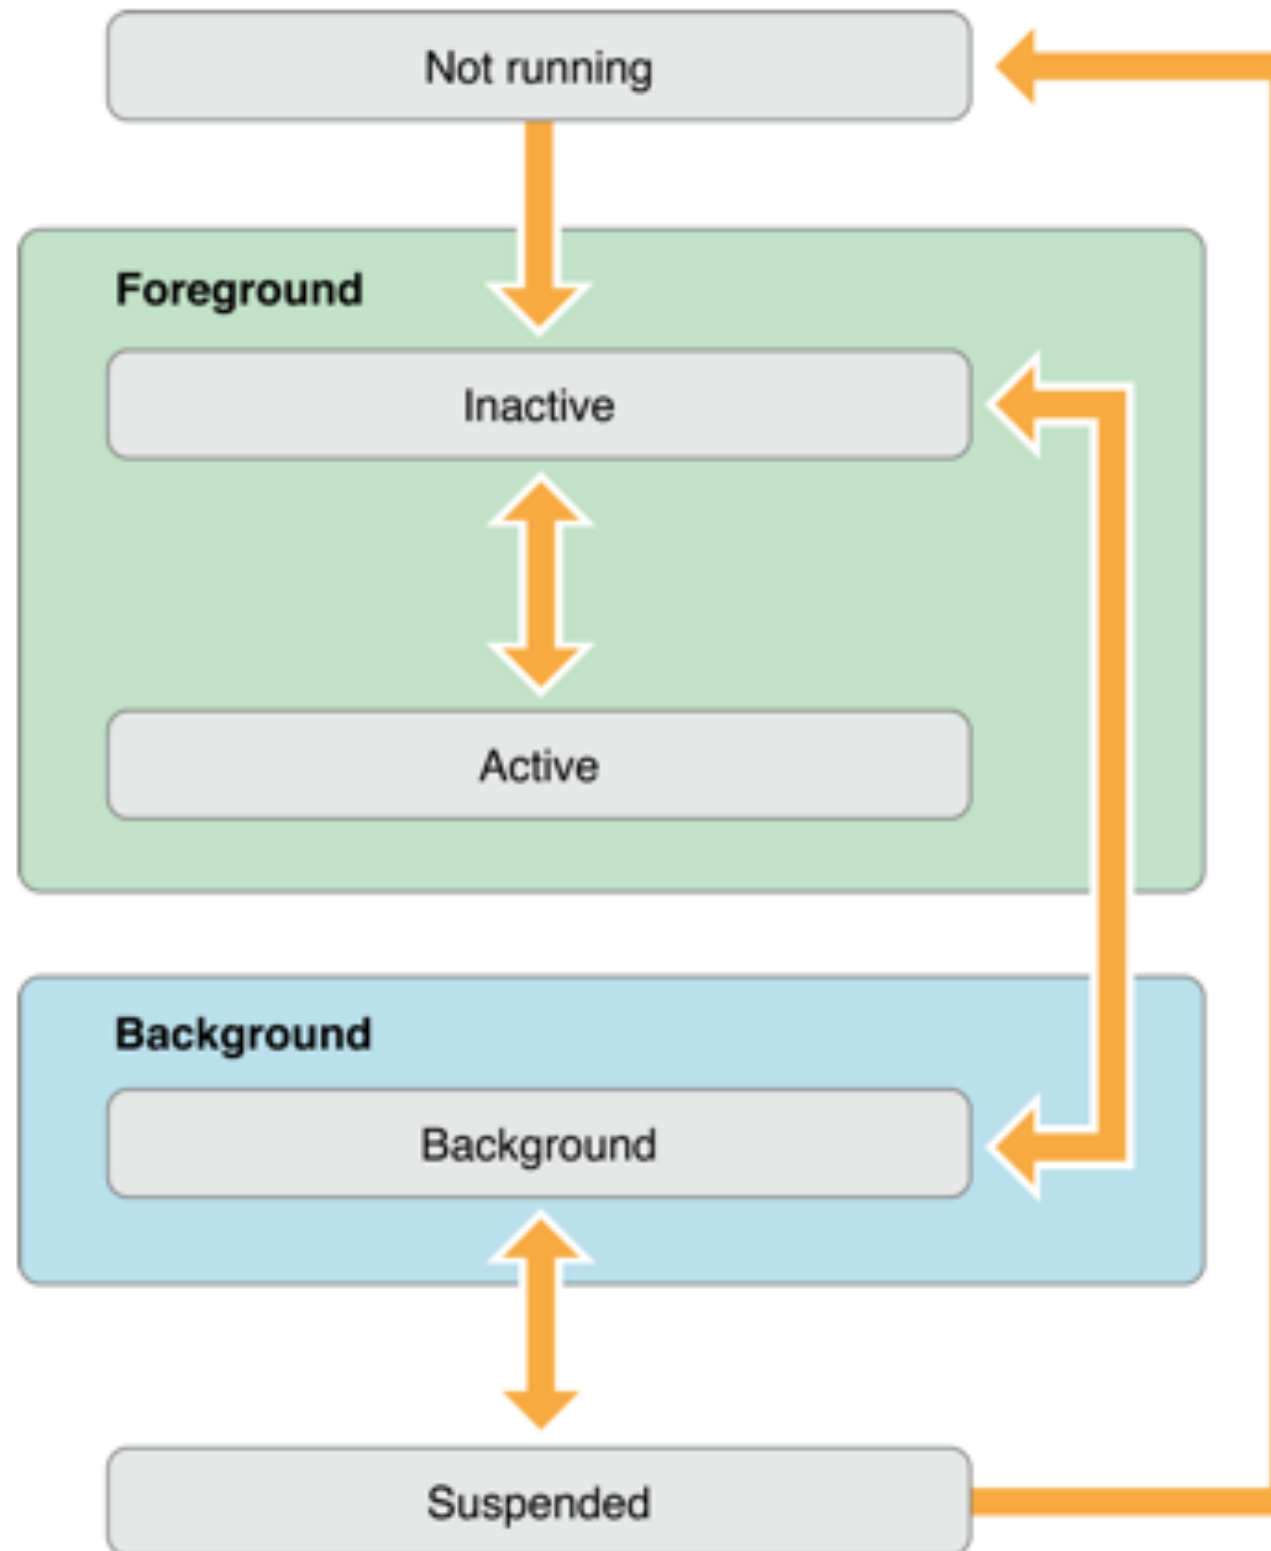 Not running
Foreground
Inactive
Active
Background
Background
Suspended